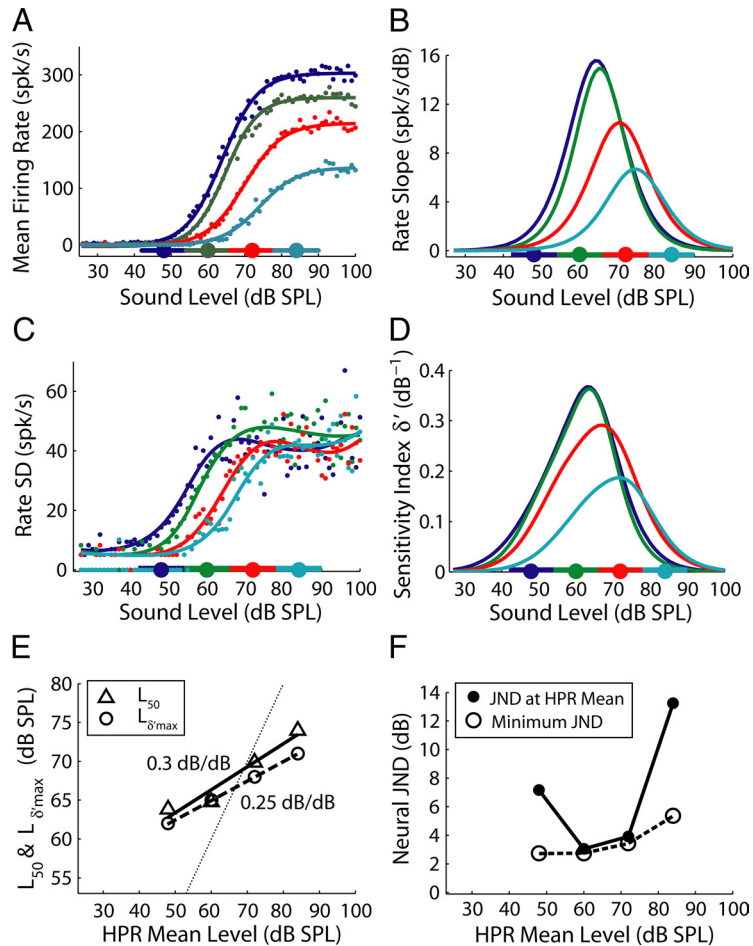 A
Mean Firing Rate (spk/s)
300
200
100
0
30 40 50 60 70 80 90 100
Sound Level (dB SPL)
B
Rate Slope (spk/s/dB)
16
12
8
4
0
30 40 50 60 70 80 90 100
Sound Level (dB SPL)
C
Rate SD (spk/s)
60
40
20
0
30 40 50 60 70 80 90 100
Sound Level (dB SPL)
D
Sensitivity Index δ′ (dB⁻¹)
0.4
0.3
0.2
0.1
0
30 40 50 60 70 80 90 100
Sound Level (dB SPL)
E
L50 & L δ′max (dB SPL)
80
75
70
65
60
55
L50
Lδ′max
0.3 dB/dB
0.25 dB/dB
30 40 50 60 70 80 90 100
HPR Mean Level (dB SPL)
F
Neural JND (dB)
14
12
10
8
6
4
2
0
JND at HPR Mean
Minimum JND
30 40 50 60 70 80 90 100
HPR Mean Level (dB SPL)